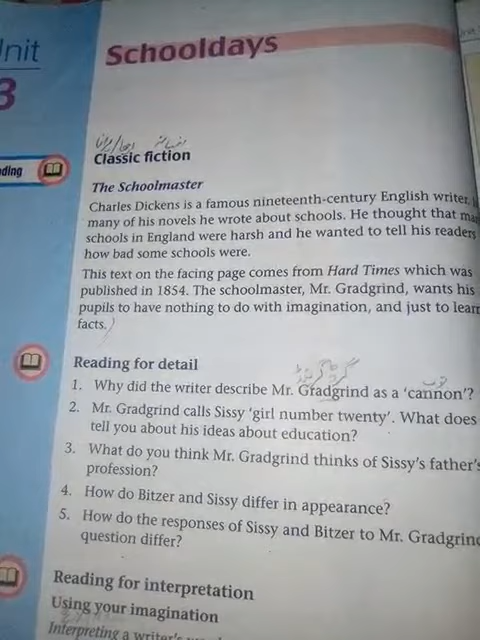 Unit
3
Schooldays
ding
Classic fiction
The Schoolmaster
Charles Dickens is a famous nineteenth-century English writer.
many of his novels he wrote about schools. He thought that
schools in England were harsh and he wanted to tell his readers
how bad some schools were.
This text on the facing page comes from Hard Times which was
published in 1854. The schoolmaster, Mr. Gradgrind, wants his
pupils to have nothing to do with imagination, and just to learn
facts.
Reading for detail
گریڈ گرینڈ
توپ
1. Why did the writer describe Mr. Gradgrind as a 'cannon'?
2. Mr. Gradgrind calls Sissy 'girl number twenty'. What does
tell you about his ideas about education?
3. What do you think Mr. Gradgrind thinks of Sissy's father's
profession?
4. How do Bitzer and Sissy differ in appearance?
5. How do the responses of Sissy and Bitzer to Mr. Gradgrind
question differ?
Reading for interpretation
Using your imagination
Interpreting a writer's